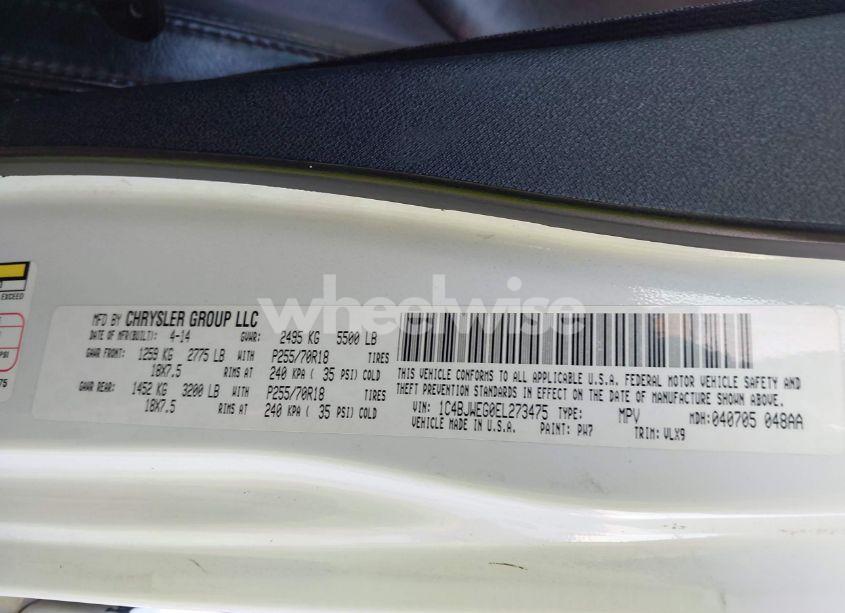 EXCEED
PSI
75
wheelwise
MFD BY CHRYSLER GROUP LLC
DATE OF MFR(BUILT): 4-14 GVWR: 2495 KG 5500 LB
GAWR FRONT: 1259 KG 2775 LB WITH P255/70R18 TIRES
18X7.5 RIMS AT 240 KPA ( 35 PSI) COLD
GAWR REAR: 1452 KG 3200 LB WITH P255/70R18 TIRES
18X7.5 RIMS AT 240 KPA ( 35 PSI) COLD
THIS VEHICLE CONFORMS TO ALL APPLICABLE U.S.A. FEDERAL MOTOR VEHICLE SAFETY AND
THEFT PREVENTION STANDARDS IN EFFECT ON THE DATE OF MANUFACTURE SHOWN ABOVE.
VIN: 1C4BJWEG0EL273475 TYPE: MPV MDH:040705 048AA
VEHICLE MADE IN U.S.A. PAINT: PW7 TRIM: VLX9